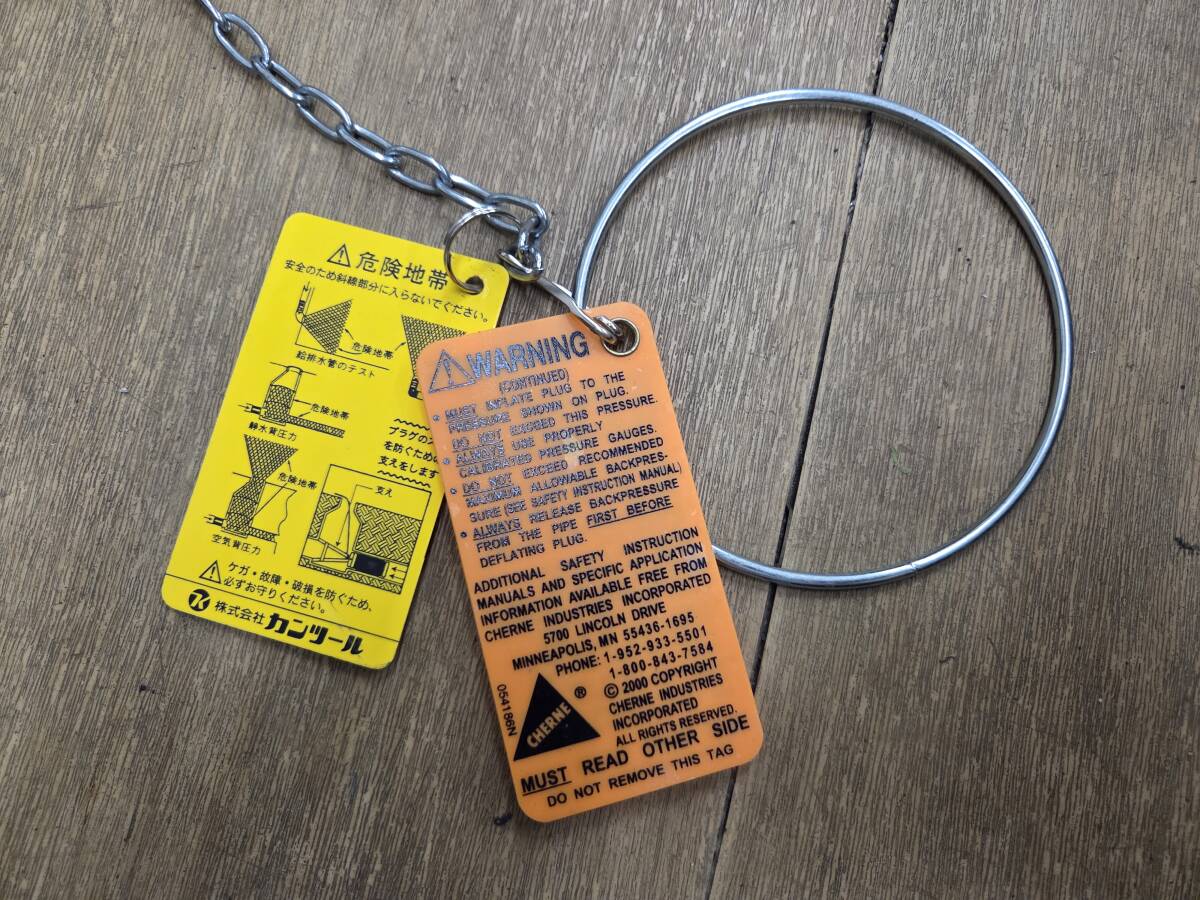 危険地帯
安全のため斜線部分に入らないでください。
危険地帯
給排水管のテスト
危険地帯
静水背圧力
プラグの
を防ぐため
支えをします
危険地帯
空気背圧力
支え
ケガ・故障・破損を防ぐため、
必ずお守りください。
株式会社 カンツール
WARNING
(CONTINUED)
• MUST INFLATE PLUG TO THE
PRESSURE SHOWN ON PLUG.
DO NOT EXCEED THIS PRESSURE.
• ALWAYS USE PROPERLY
CALIBRATED PRESSURE GAUGES.
• DO NOT EXCEED RECOMMENDED
MAXIMUM ALLOWABLE BACKPRES-
SURE (SEE SAFETY INSTRUCTION MANUAL)
• ALWAYS RELEASE BACKPRESSURE
FROM THE PIPE FIRST BEFORE
DEFLATING PLUG.
ADDITIONAL SAFETY INSTRUCTION
MANUALS AND SPECIFIC APPLICATION
INFORMATION AVAILABLE FREE FROM
CHERNE INDUSTRIES INCORPORATED
5700 LINCOLN DRIVE
MINNEAPOLIS, MN 55436-1695
PHONE: 1-952-933-5501
1-800-843-7584
© 2000 COPYRIGHT
CHERNE INDUSTRIES
INCORPORATED
ALL RIGHTS RESERVED.
054186N
CHERNE ®
MUST READ OTHER SIDE
DO NOT REMOVE THIS TAG